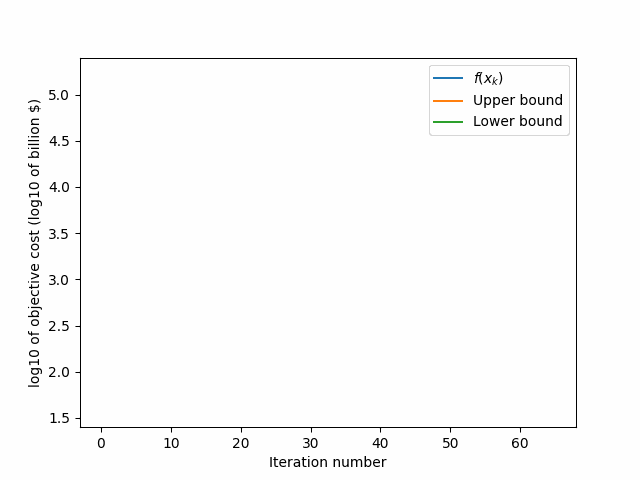 f(x_k)
Upper bound
Lower bound
5.0
4.5
4.0
3.5
3.0
2.5
2.0
1.5
log10 of objective cost (log10 of billion $)
0 10 20 30 40 50 60
Iteration number